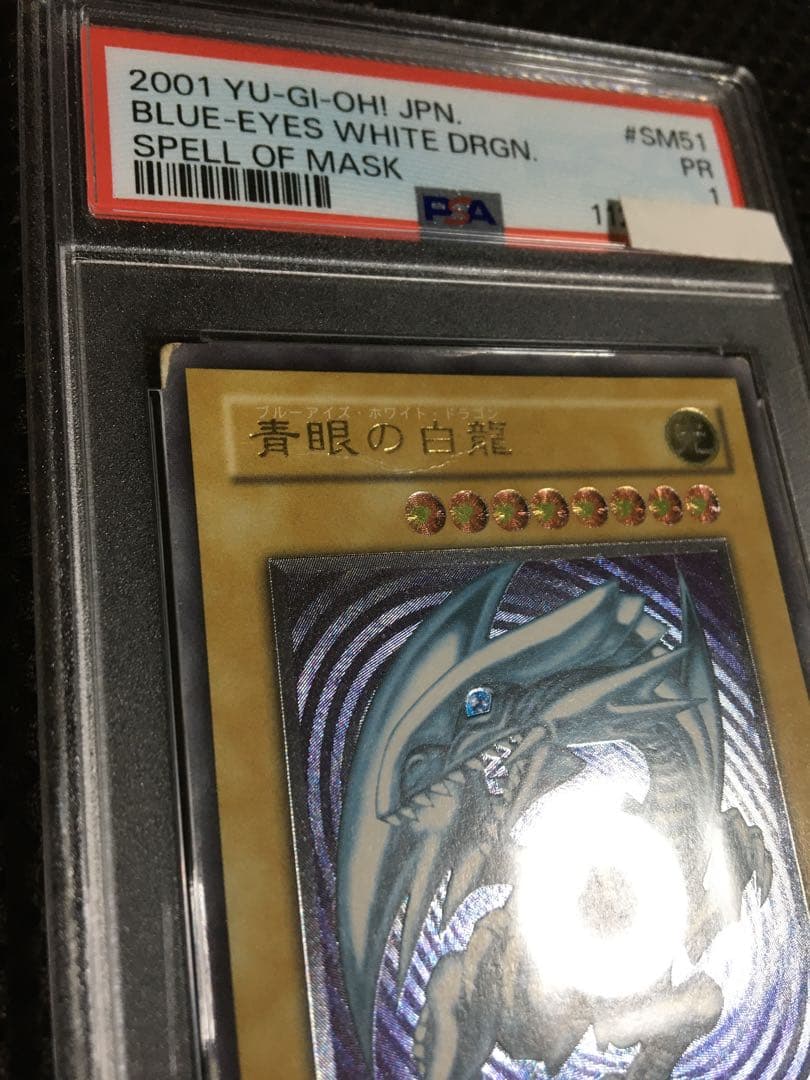 2001 YU-GI-OH! JPN.
#SM51
BLUE-EYES WHITE DRGN.
PR
SPELL OF MASK
1
PSA
11
ブルーアイズ・ホワイト・ドラゴン
青眼の白龍
光